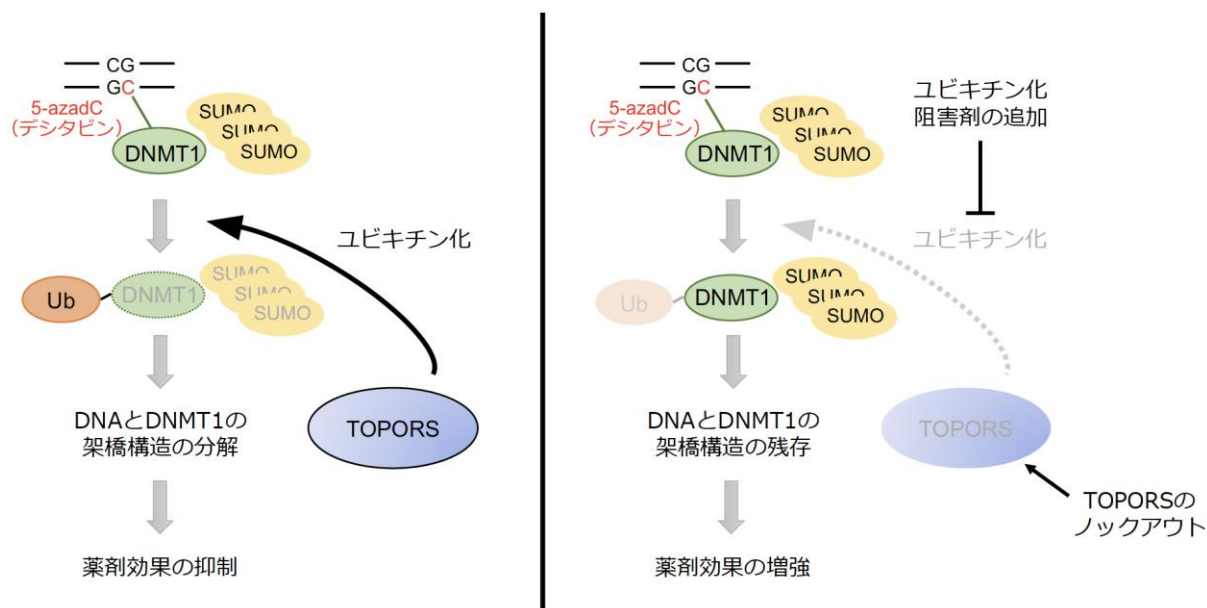 CG
GC
5-azadC
（デシタビン）
DNMT1
SUMO
SUMO
SUMO
ユビキチン化
Ub
DNMT1
SUMO
SUMO
SUMO
DNAとDNMT1の
架橋構造の分解
TOPORS
薬剤効果の抑制
CG
GC
5-azadC
（デシタビン）
DNMT1
SUMO
SUMO
SUMO
ユビキチン化
阻害剤の追加
ユビキチン化
Ub
DNMT1
SUMO
SUMO
SUMO
DNAとDNMT1の
架橋構造の残存
TOPORS
TOPORSの
ノックアウト
薬剤効果の増強